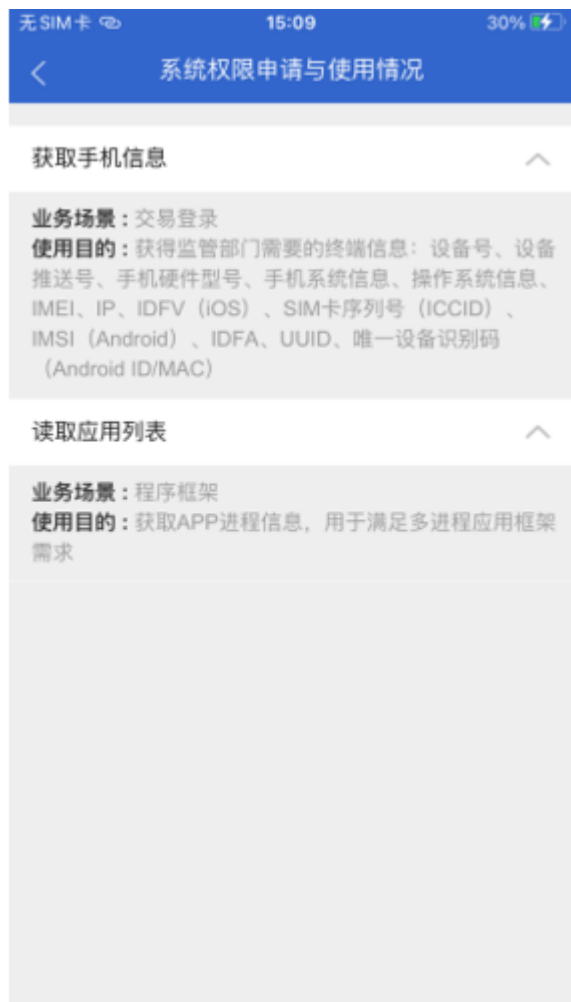 无SIM卡
15:09
30%
系统权限申请与使用情况
获取手机信息
业务场景：交易登录
使用目的：获得监管部门需要的终端信息：设备号、设备
推送号、手机硬件型号、手机系统信息、操作系统信息、
IMEI、IP、IDFV（iOS）、SIM卡序列号（ICCID）、
IMSI（Android）、IDFA、UUID、唯一设备识别码
（Android ID/MAC）
读取应用列表
业务场景：程序框架
使用目的：获取APP进程信息，用于满足多进程应用框架
需求